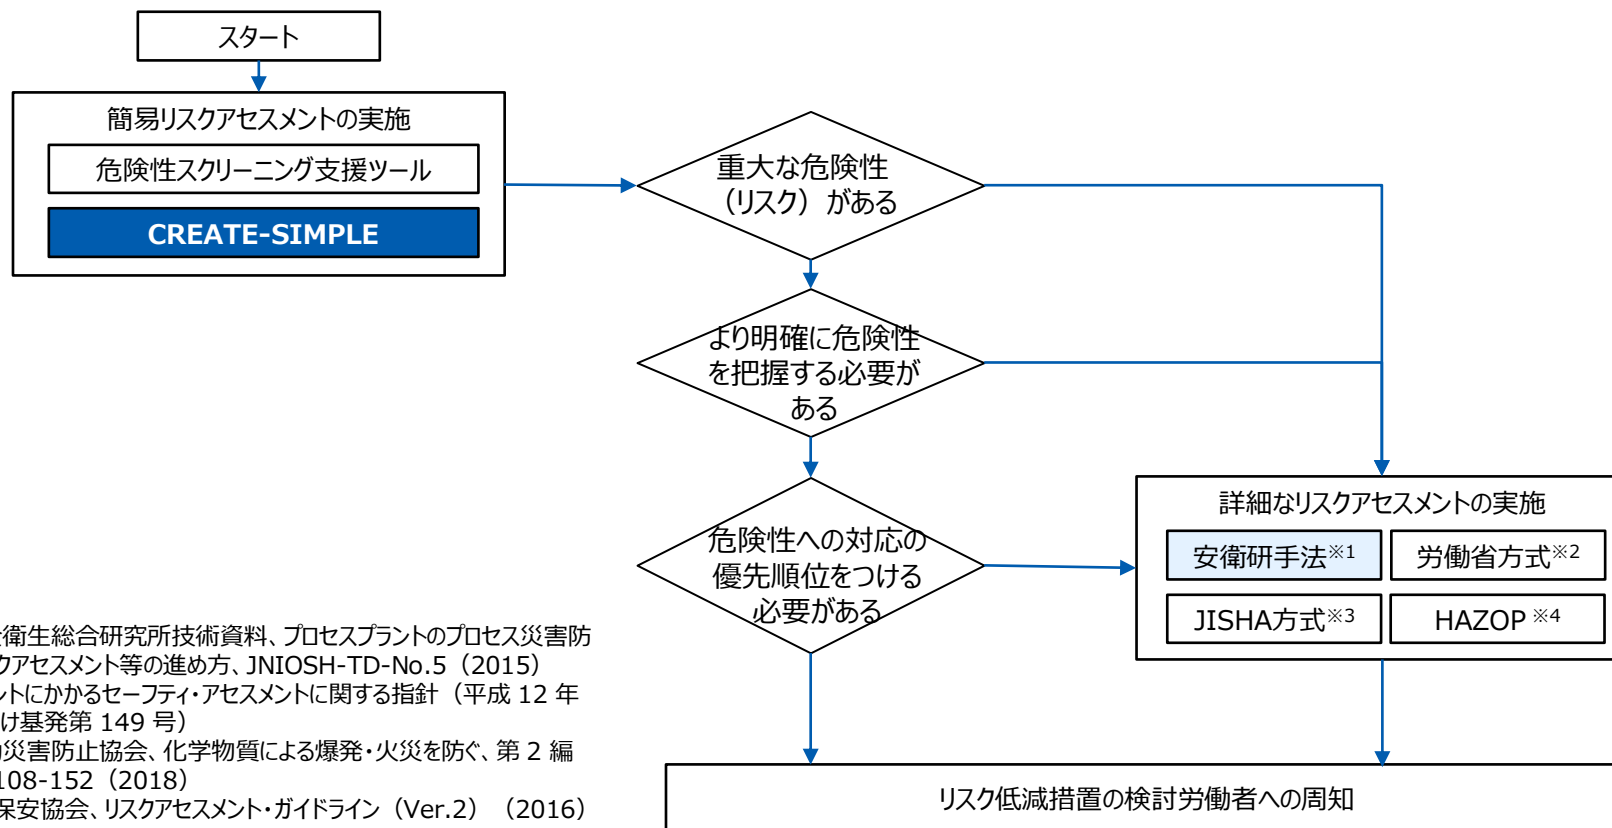 スタート
簡易リスクアセスメントの実施
危険性スクリーニング支援ツール
CREATE-SIMPLE
重大な危険性
（リスク）がある
より明確に危険性
を把握する必要が
ある
危険性への対応の
優先順位をつける
必要がある
詳細なリスクアセスメントの実施
安衛研手法※1
労働省方式※2
JISHA方式※3
HAZOP ※4
衛生総合研究所技術資料、プロセスプラントのプロセス災害防
クアセスメント等の進め方、JNIOSH-TD-No.5（2015）
ントにかかるセーフティ・アセスメントに関する指針（平成 12 年
け基発第 149 号）
災害防止協会、化学物質による爆発・火災を防ぐ、第 2 編
108-152（2018）
保安協会、リスクアセスメント・ガイドライン（Ver.2）（2016）
リスク低減措置の検討労働者への周知